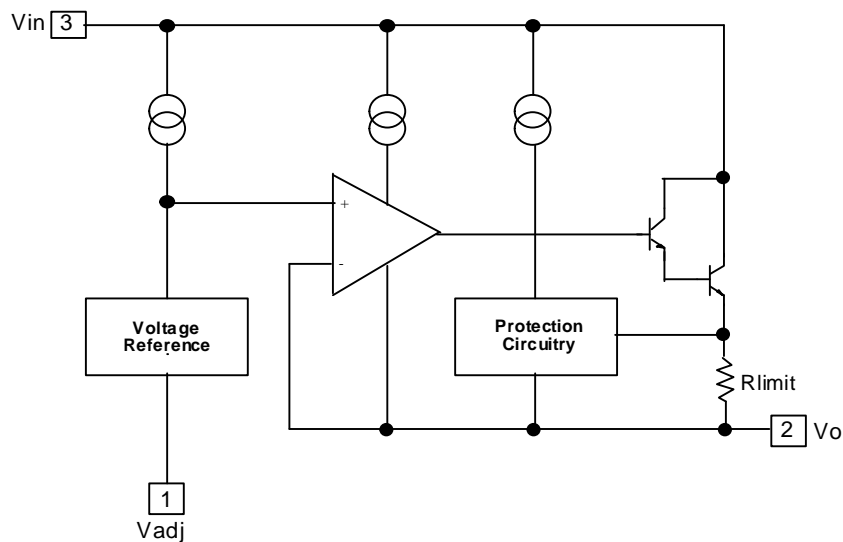 Vin 3
+
-
Voltage
Reference
Protection
Circuitry
Rlimit
2 Vo
1
Vadj